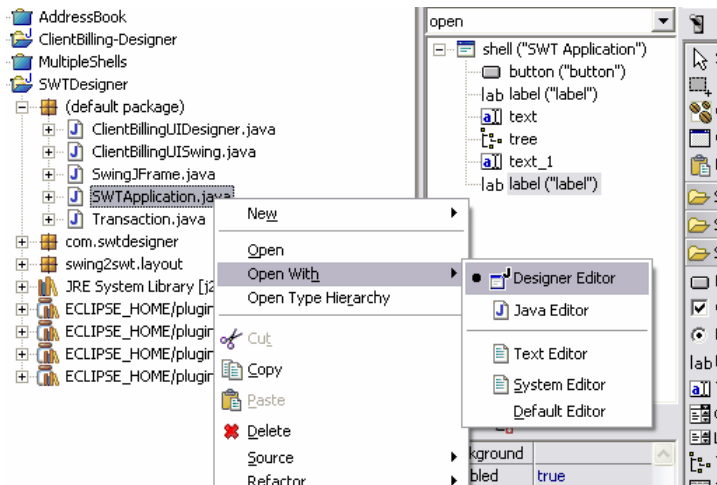 AddressBook
ClientBilling-Designer
MultipleShells
SWTDesigner
(default package)
ClientBillingUIDesigner.java
ClientBillingUISwing.java
SwingJFrame.java
SWTApplication.java
Transaction.java
com.swtdesigner
swing2swt.layout
JRE System Library [j2
ECLIPSE_HOME/plugin
ECLIPSE_HOME/plugin
ECLIPSE_HOME/plugin
ECLIPSE_HOME/plugin
New
Open
Open With
Open Type Hierarchy
Cut
Copy
Paste
Delete
Source
Refactor
Designer Editor
Java Editor
Text Editor
System Editor
Default Editor
open
shell ("SWT Application")
button ("button")
lab label ("label")
a text
tree
a text_1
lab label ("label")
kground
bled true
lab
a